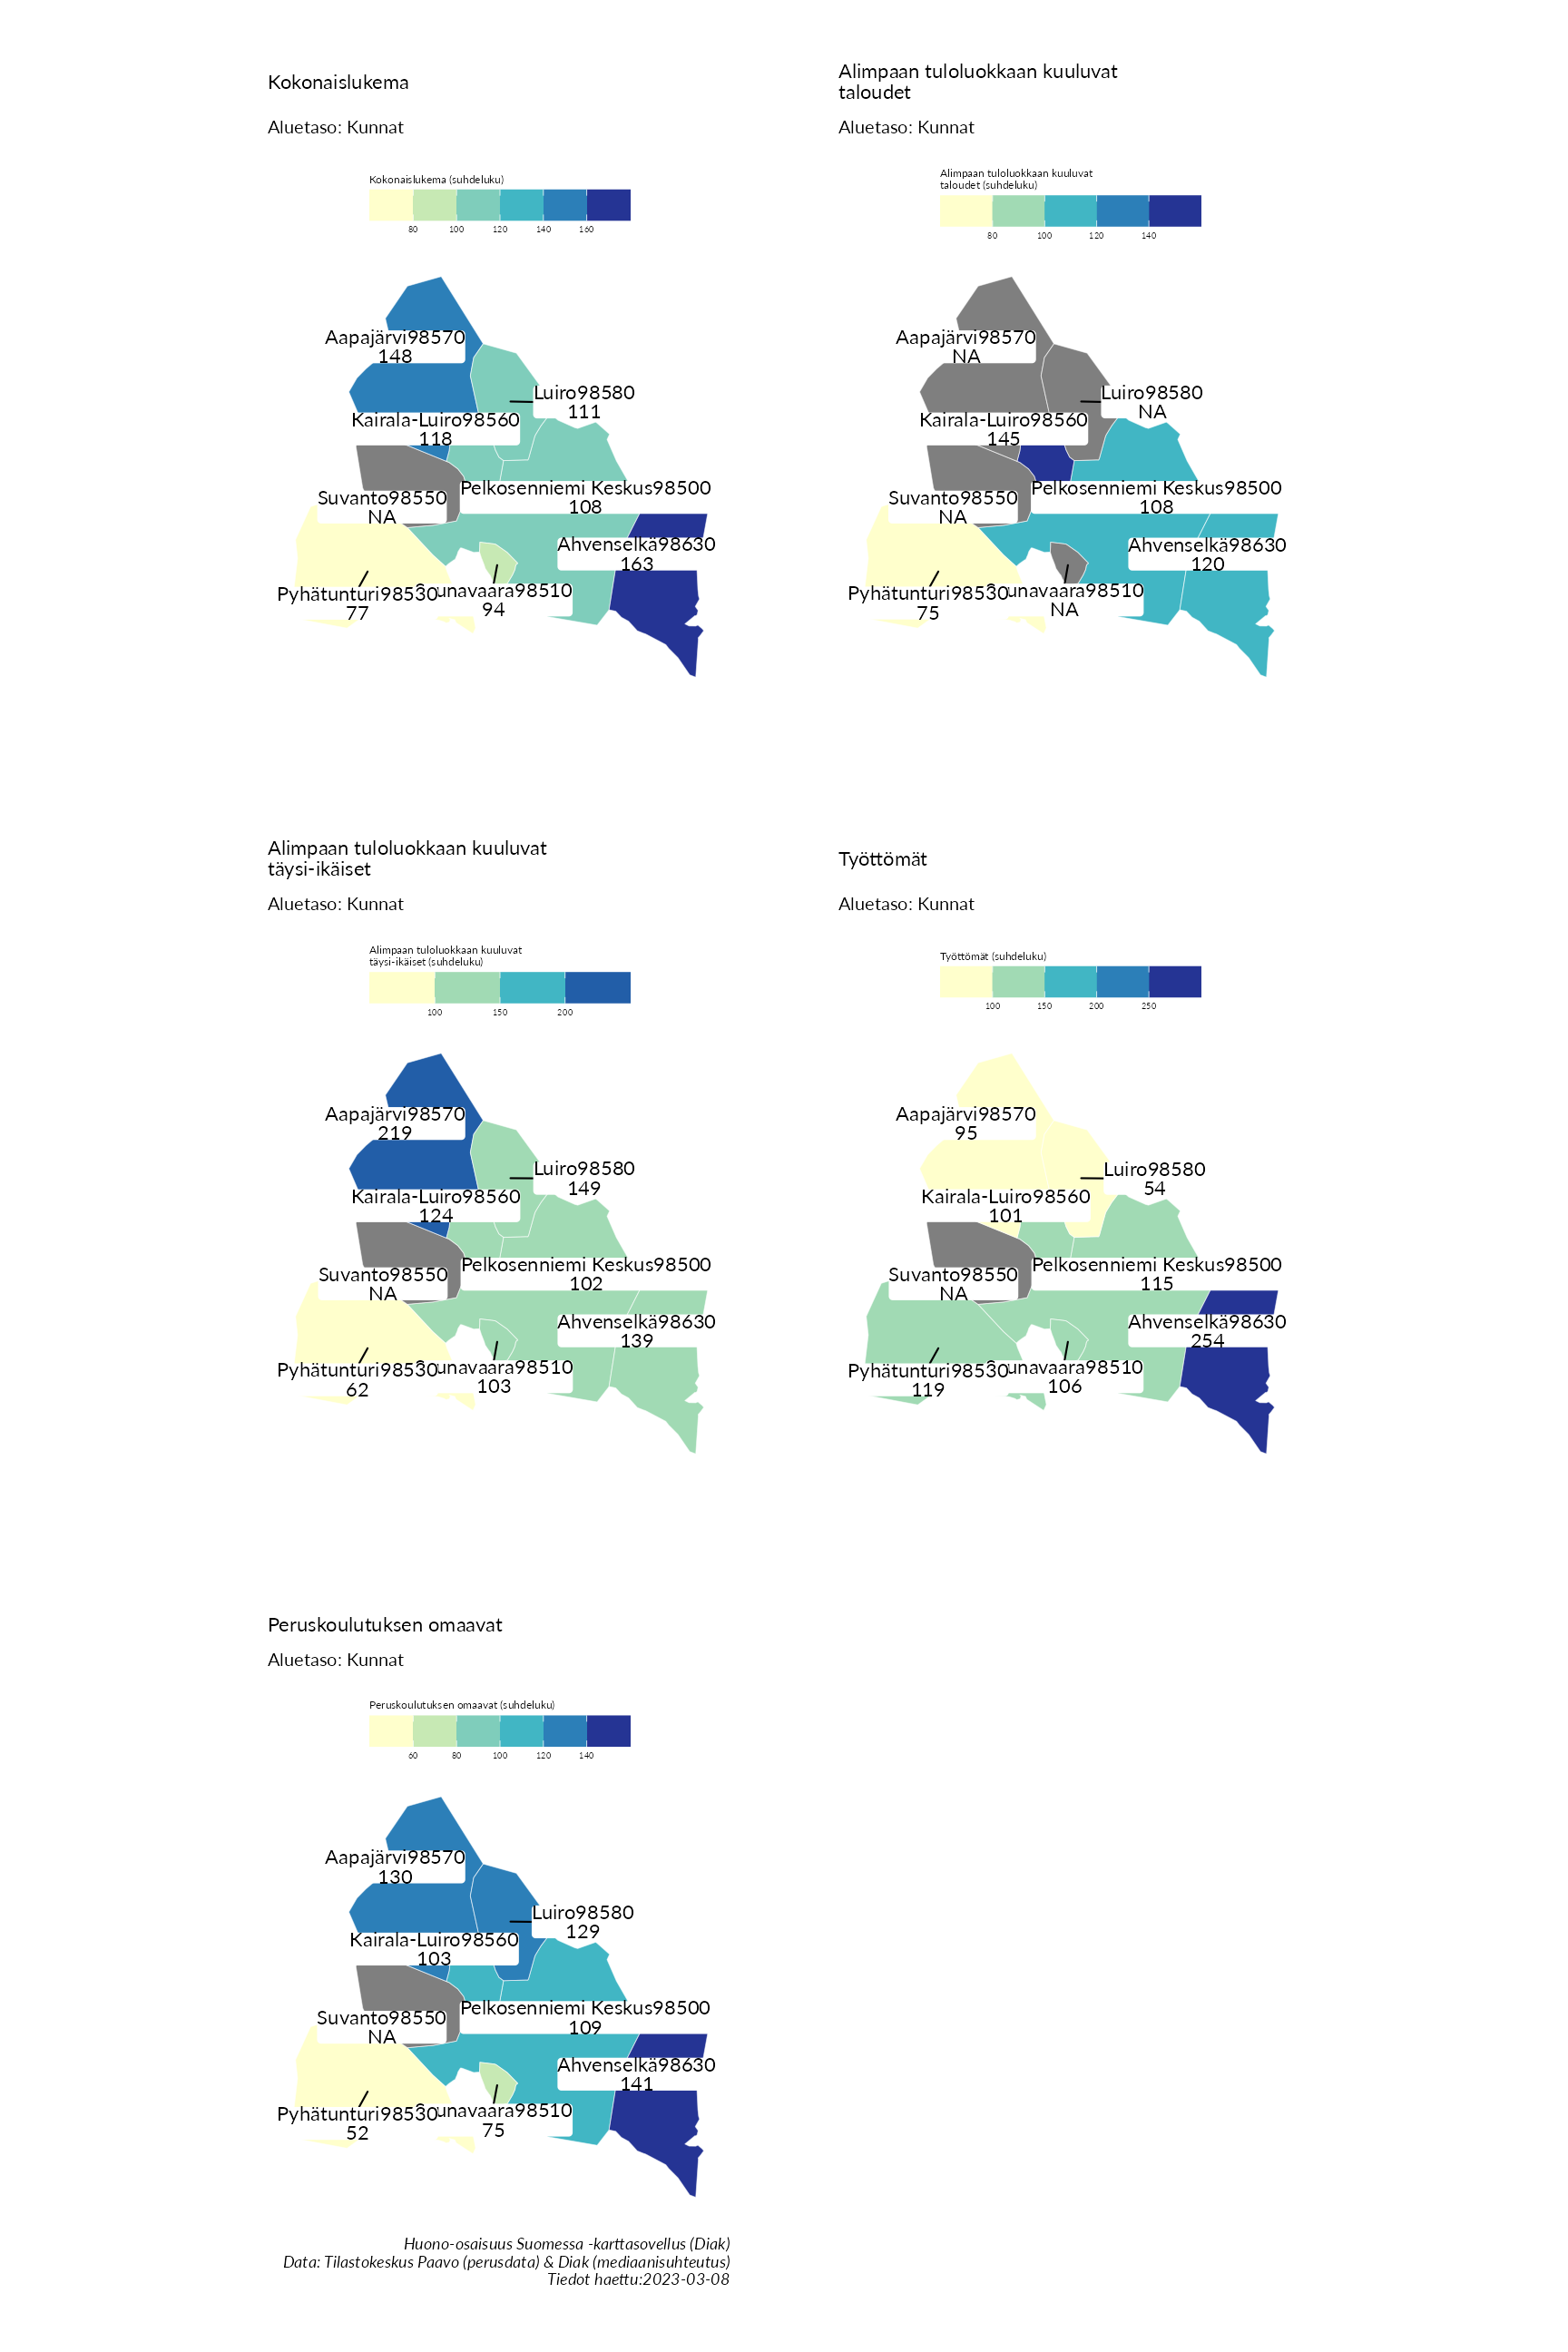 Kokonaislukema
Aluetaso: Kunnat
Kokonaislukema (suhdeluku)
80 100 120 140 160
Aapajärvi98570
148
Luiro98580
111
Kairala-Luiro98560
118
Pelkosenniemi Keskus98500
108
Suvanto98550
NA
Ahvenselkä98630
163
Pyhätunturi98530
77
unavaara98510
94
Alimpaan tuloluokkaan kuuluvat
taloudet
Aluetaso: Kunnat
Alimpaan tuloluokkaan kuuluvat
taloudet (suhdeluku)
80 100 120 140
Aapajärvi98570
NA
Luiro98580
NA
Kairala-Luiro98560
145
Pelkosenniemi Keskus98500
108
Suvanto98550
NA
Ahvenselkä98630
120
Pyhätunturi98530
75
unavaara98510
NA
Alimpaan tuloluokkaan kuuluvat
täysi-ikäiset
Aluetaso: Kunnat
Alimpaan tuloluokkaan kuuluvat
täysi-ikäiset (suhdeluku)
100 150 200
Aapajärvi98570
219
Luiro98580
149
Kairala-Luiro98560
124
Pelkosenniemi Keskus98500
102
Suvanto98550
NA
Ahvenselkä98630
139
Pyhätunturi98530
62
unavaara98510
103
Työttömät
Aluetaso: Kunnat
Työttömät (suhdeluku)
100 150 200 250
Aapajärvi98570
95
Luiro98580
54
Kairala-Luiro98560
101
Pelkosenniemi Keskus98500
115
Suvanto98550
NA
Ahvenselkä98630
254
Pyhätunturi98530
119
unavaara98510
106
Peruskoulutuksen omaavat
Aluetaso: Kunnat
Peruskoulutuksen omaavat (suhdeluku)
60 80 100 120 140
Aapajärvi98570
130
Luiro98580
129
Kairala-Luiro98560
103
Pelkosenniemi Keskus98500
109
Suvanto98550
NA
Ahvenselkä98630
141
Pyhätunturi98530
52
unavaara98510
75
Huono-osaisuus Suomessa -karttasovellus (Diak)
Data: Tilastokeskus Paavo (perusdata) & Diak (mediaanisuhteutus)
Tiedot haettu:2023-03-08